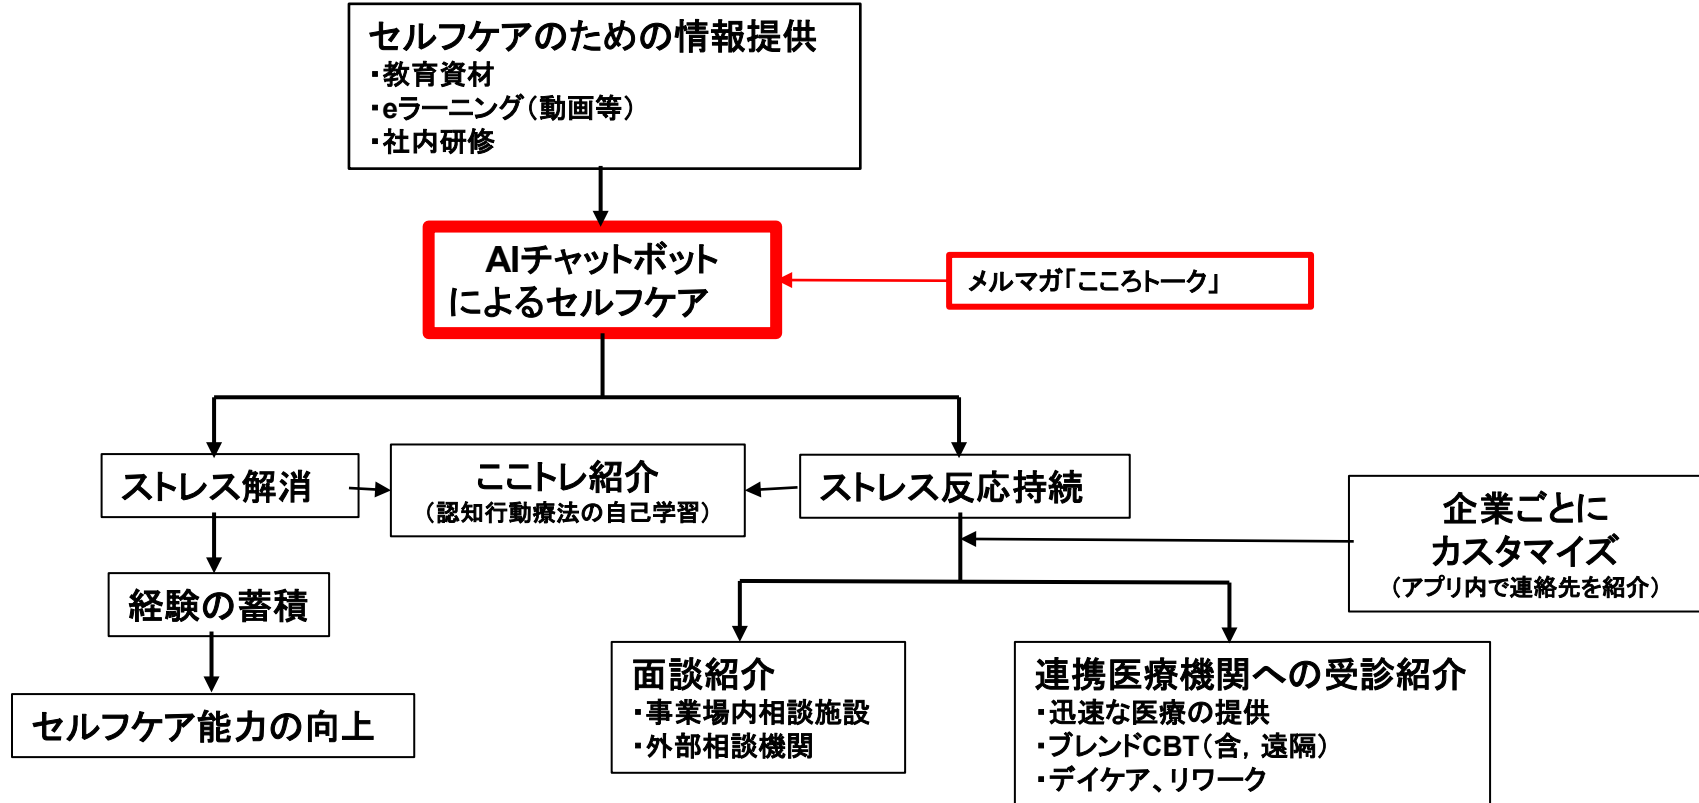 セルフケアのための情報提供
・教育資材
・eラーニング（動画等）
・社内研修
AIチャットボット
によるセルフケア
メルマガ「こころトーク」
ストレス解消
ここトレ紹介
（認知行動療法の自己学習）
ストレス反応持続
企業ごとに
カスタマイズ
（アプリ内で連絡先を紹介）
経験の蓄積
セルフケア能力の向上
面談紹介
・事業場内相談施設
・外部相談機関
連携医療機関への受診紹介
・迅速な医療の提供
・ブレンドCBT（含，遠隔）
・デイケア、リワーク